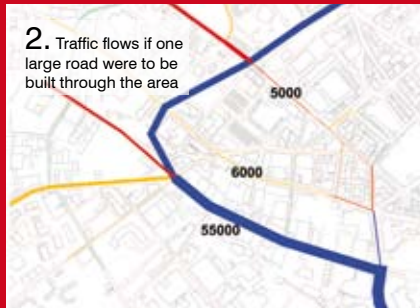 2. Traffic flows if one
large road were to be
built through the area
5000
6000
55000